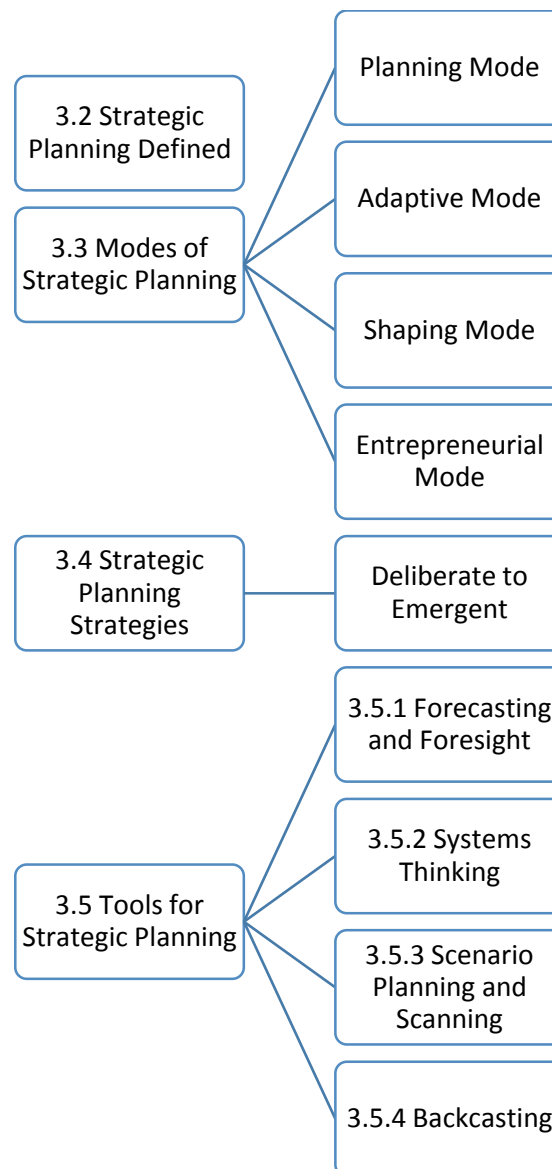 3.2 Strategic
Planning Defined
3.3 Modes of
Strategic Planning
Planning Mode
Adaptive Mode
Shaping Mode
Entrepreneurial
Mode
3.4 Strategic
Planning
Strategies
Deliberate to
Emergent
3.5 Tools for
Strategic Planning
3.5.1 Forecasting
and Foresight
3.5.2 Systems
Thinking
3.5.3 Scenario
Planning and
Scanning
3.5.4 Backcasting